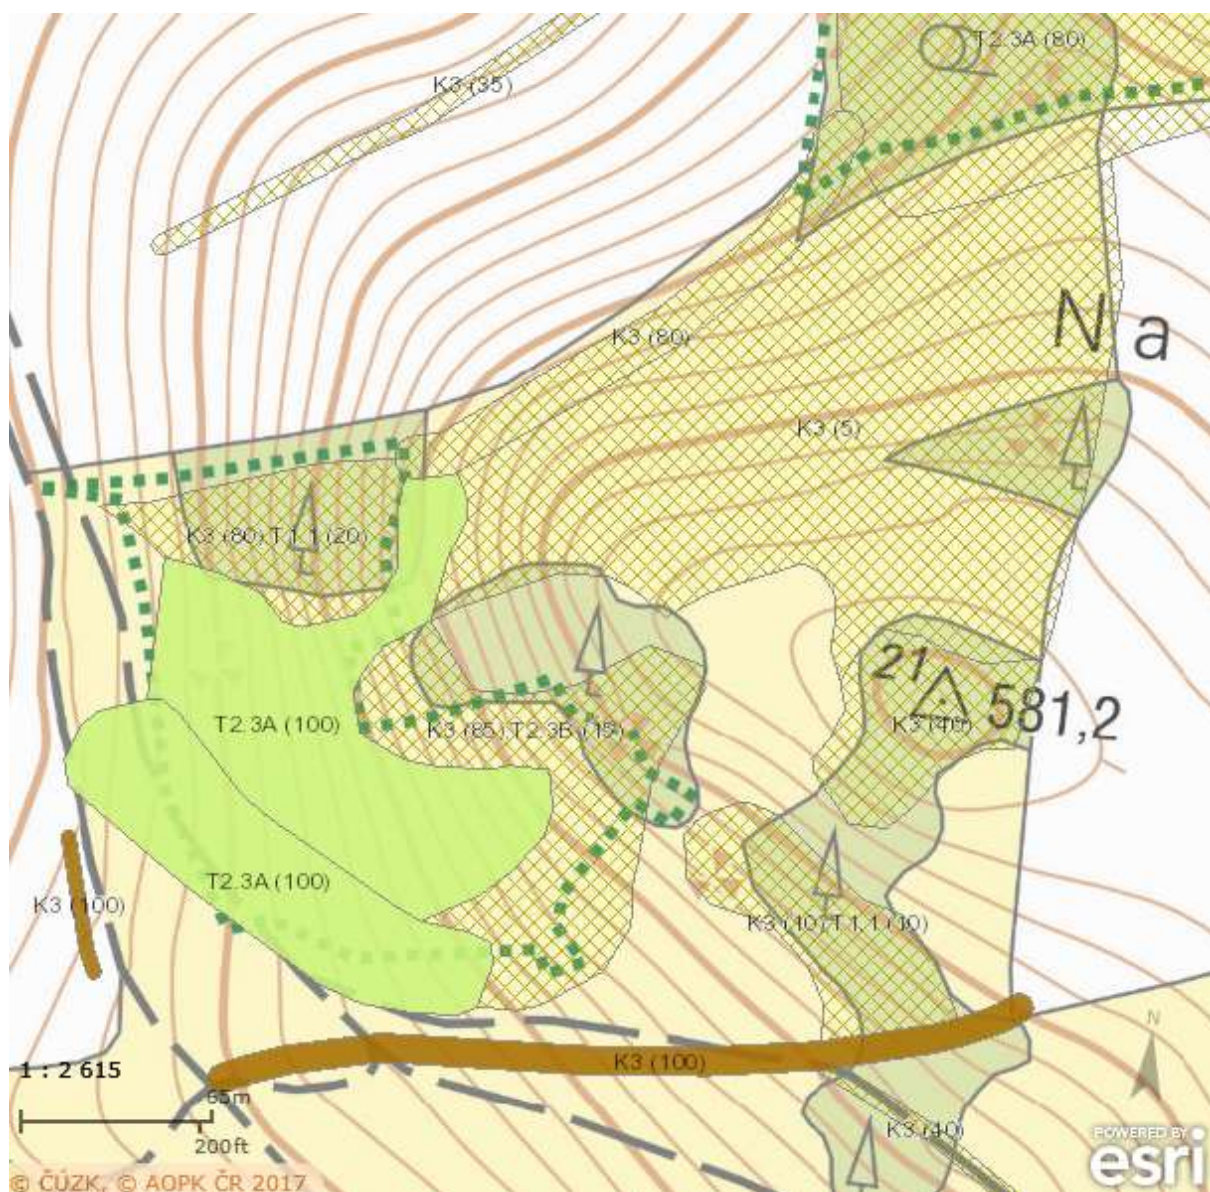 T2.3A (80)
K3 (35)
N a
K3 (80)
K3 (5)
K3 (80) T1.1 (20)
21
581,2
T2.3A (100)
K3 (85) T2.3B (15)
K3 (40)
T2.3A (100)
K3 (100)
K3 (10) T1.1 (10)
N
K3 (100)
1 : 2 615
65m
200ft
K3 (40)
POWERED BY
esri
© ČÚZK, © AOPK ČR 2017